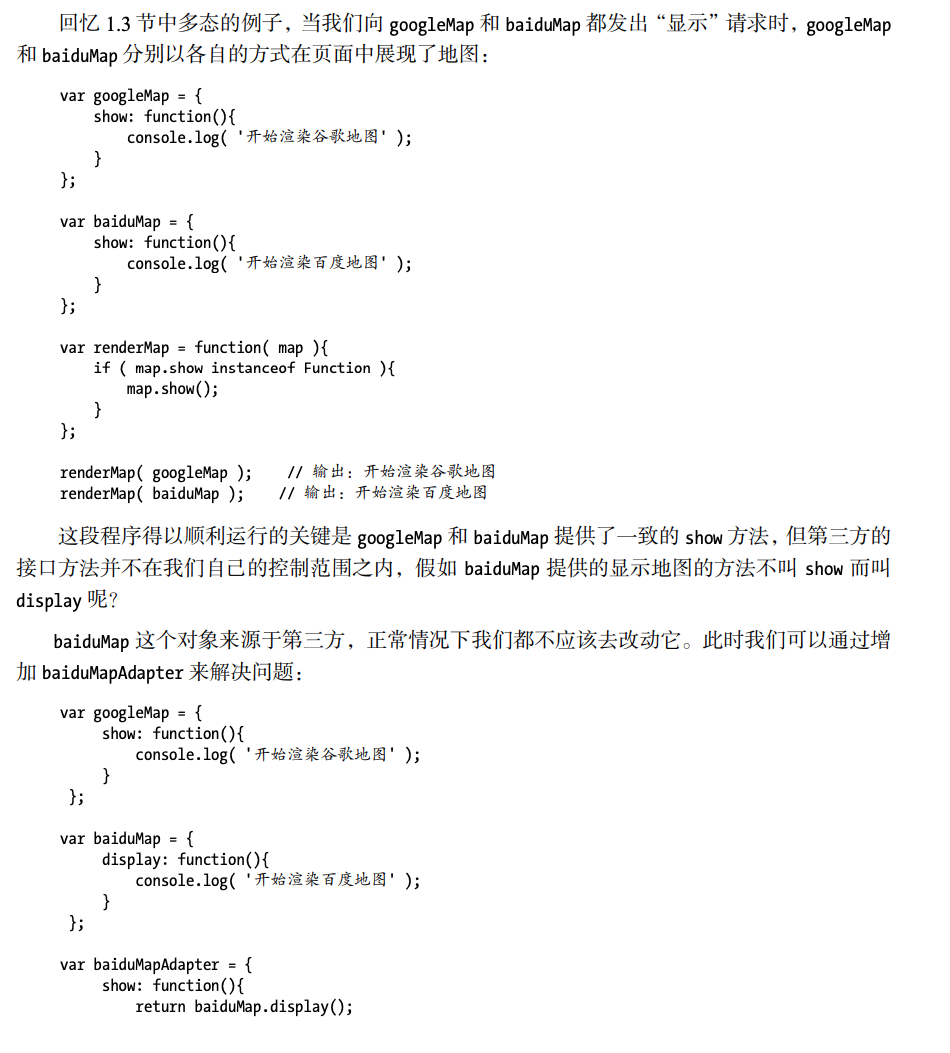 回忆 1.3 节中多态的例子，当我们向 googleMap 和 baiduMap 都发出“显示”请求时，googleMap
和 baiduMap 分别以各自的方式在页面中展现了地图：
var googleMap = {
    show: function(){
        console.log( '开始渲染谷歌地图' );
    }
};
var baiduMap = {
    show: function(){
        console.log( '开始渲染百度地图' );
    }
};
var renderMap = function( map ){
    if ( map.show instanceof Function ){
        map.show();
    }
};
renderMap( googleMap );    // 输出：开始渲染谷歌地图
renderMap( baiduMap );    // 输出：开始渲染百度地图
这段程序得以顺利运行的关键是 googleMap 和 baiduMap 提供了一致的 show 方法，但第三方的
接口方法并不在我们自己的控制范围之内，假如 baiduMap 提供的显示地图的方法不叫 show 而叫
display 呢？
baiduMap 这个对象来源于第三方，正常情况下我们都不应该去改动它。此时我们可以通过增
加 baiduMapAdapter 来解决问题：
var googleMap = {
     show: function(){
         console.log( '开始渲染谷歌地图' );
     }
 };
var baiduMap = {
     display: function(){
         console.log( '开始渲染百度地图' );
     }
 };
var baiduMapAdapter = {
     show: function(){
         return baiduMap.display();